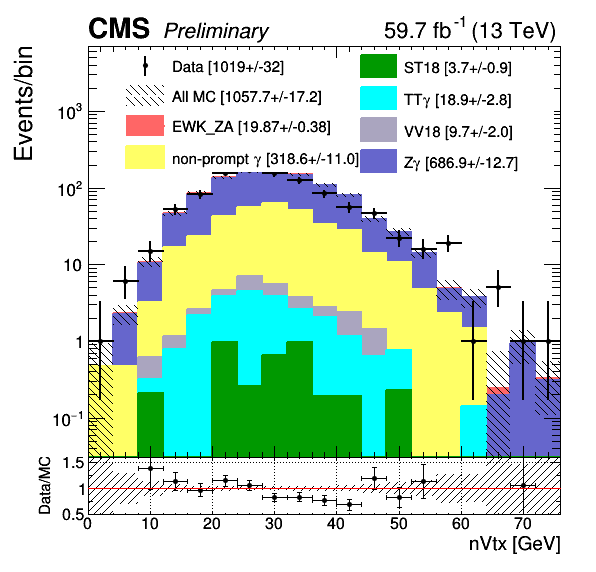 CMS Preliminary 59.7 fb⁻¹ (13 TeV)
Events/bin
Data [1019+/-32]
All MC [1057.7+/-17.2]
EWK_ZA [19.87+/-0.38]
non-prompt γ [318.6+/-11.0]
ST18 [3.7+/-0.9]
TTγ [18.9+/-2.8]
VV18 [9.7+/-2.0]
Zγ [686.9+/-12.7]
10³
10²
10
1
10⁻¹
Data/MC
1.5
1
0.5
0 10 20 30 40 50 60 70
nVtx [GeV]